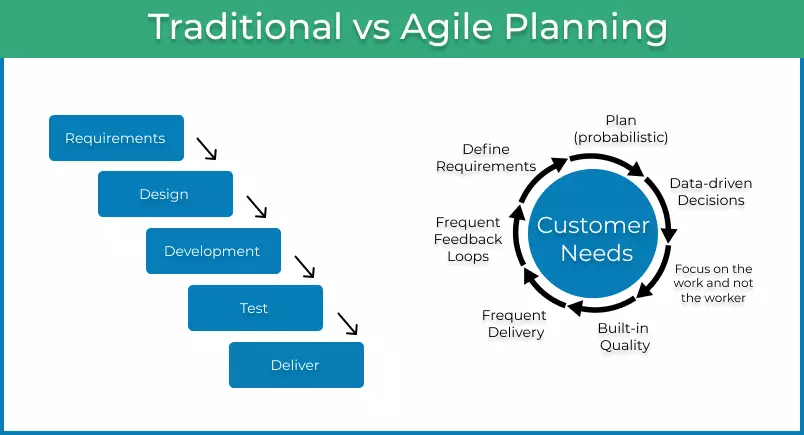 Traditional vs Agile Planning
Requirements
Design
Development
Test
Deliver
Plan
(probabilistic)
Define
Requirements
Data-driven
Decisions
Frequent
Feedback
Loops
Customer
Needs
Focus on the
work and not
the worker
Frequent
Delivery
Built-in
Quality